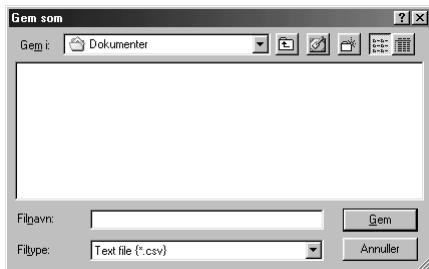 Gem som
Gem i: Dokumenter
Filnavn:
Gem
Filtype: Text file {*.csv}
Annuller